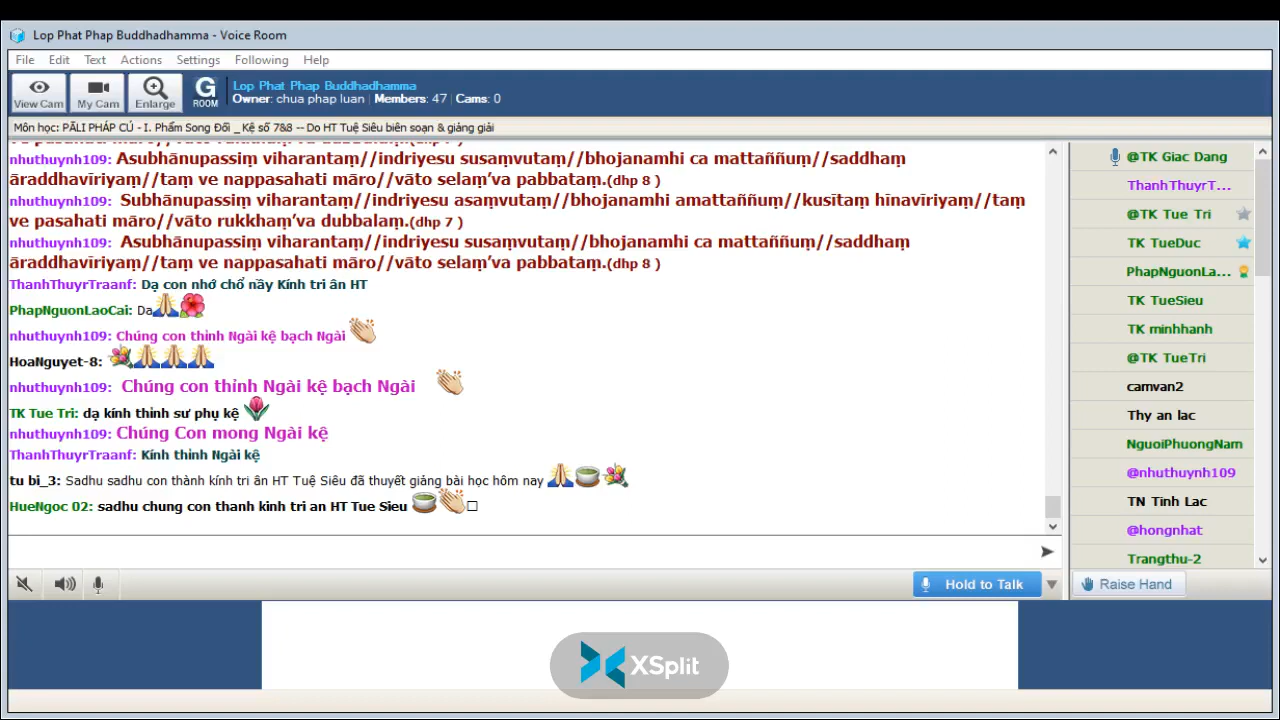 Lop Phat Phap Buddhadhamma - Voice Room
File Edit Text Actions Settings Following Help
View Cam My Cam Enlarge G ROOM
Lop Phat Phap Buddhadhamma
Owner: chua phap luan | Members: 47 | Cams: 0
Môn học: PĀLI PHÁP CÚ - I. Phẩm Song Đối _ Kệ số 7&8 -- Do HT Tuệ Siêu biên soạn & giảng giải
nhuthuynh109: Asubhānupassiṃ viharantaṃ//indriyesu susaṃvutaṃ//bhojanamhi ca mattaññuṃ//saddhaṃ
āraddhavīriyaṃ//taṃ ve nappasahati māro//vāto selaṃ’va pabbataṃ.(dhp 8 )
nhuthuynh109: Subhānupassiṃ viharantaṃ//indriyesu asaṃvutaṃ//bhojanamhi amattaññuṃ//kusītaṃ hīnavīriyaṃ//taṃ
ve pasahati māro//vāto rukkhaṃ’va dubbalaṃ.(dhp 7 )
nhuthuynh109: Asubhānupassiṃ viharantaṃ//indriyesu susaṃvutaṃ//bhojanamhi ca mattaññuṃ//saddhaṃ
āraddhavīriyaṃ//taṃ ve nappasahati māro//vāto selaṃ’va pabbataṃ.(dhp 8 )
ThanhThuyrTraanf: Dạ con nhớ chổ nầy Kính tri ân HT
PhapNguonLaoCai: Da
nhuthuynh109: Chúng con thỉnh Ngài kệ bạch Ngài
HoaNguyet-8:
nhuthuynh109: Chúng con thỉnh Ngài kệ bạch Ngài
TK Tue Tri: dạ kính thỉnh sư phụ kệ
nhuthuynh109: Chúng Con mong Ngài kệ
ThanhThuyrTraanf: Kính thỉnh Ngài kệ
tu bi_3: Sadhu sadhu con thành kính tri ân HT Tuệ Siêu đã thuyết giảng bài học hôm nay
HueNgoc 02: sadhu chung con thanh kinh tri an HT Tue Sieu
@TK Giac Dang
ThanhThuyrT...
@TK Tue Tri
TK TueDuc
PhapNguonLa...
TK TueSieu
TK minhhanh
@TK TueTri
camvan2
Thy an lac
NguoiPhuongNam
@nhuthuynh109
TN Tinh Lac
@hongnhat
Trangthu-2
Hold to Talk
Raise Hand
XSplit